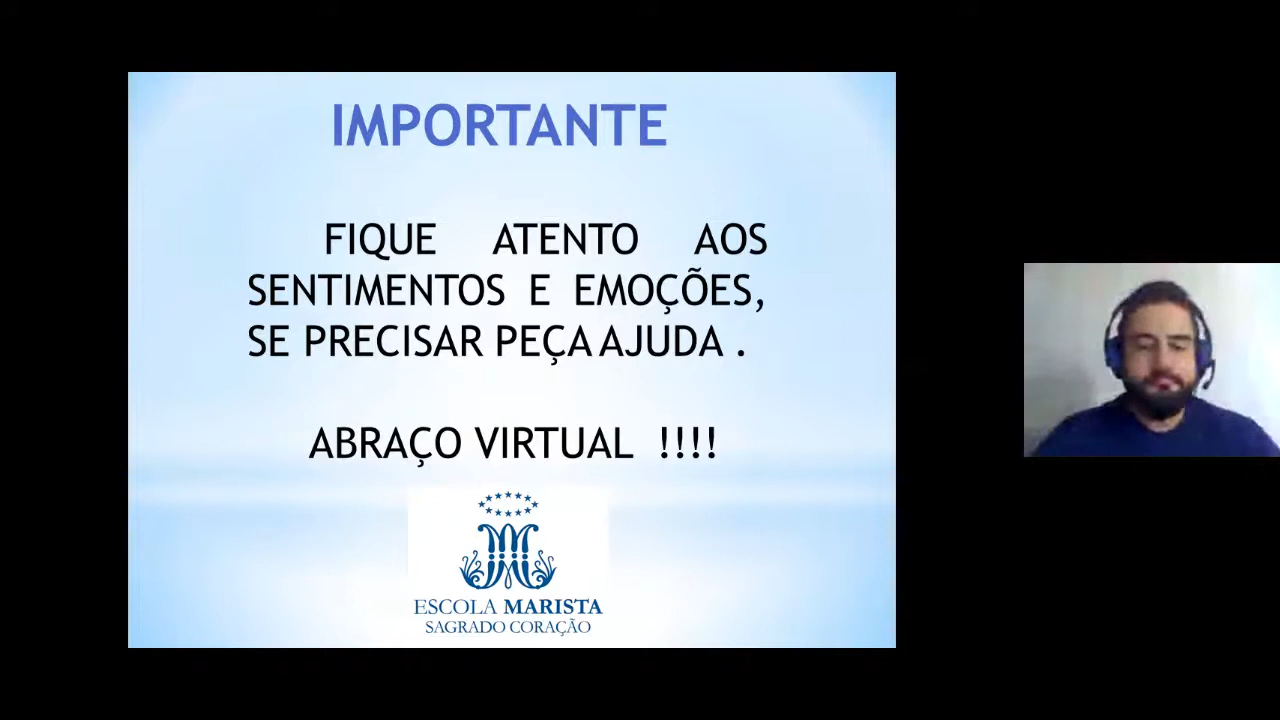 IMPORTANTE
FIQUE ATENTO AOS
SENTIMENTOS E EMOÇÕES,
SE PRECISAR PEÇA AJUDA .
ABRAÇO VIRTUAL !!!!
ESCOLA MARISTA
SAGRADO CORAÇÃO